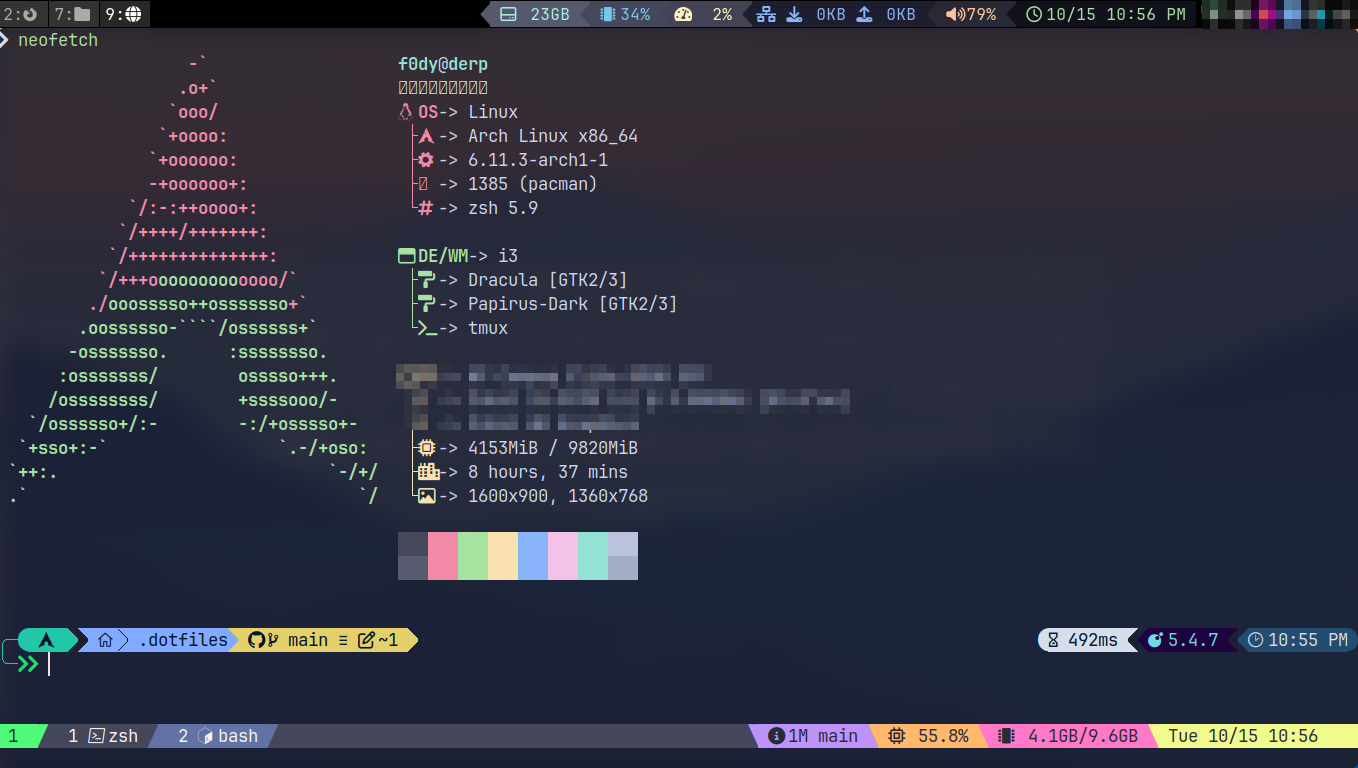 2: 7: 9: 23GB 34% 2% 0KB 0KB 79% 10/15 10:56 PM
neofetch
-` f0dy@derp
.o+`
`ooo/ OS-> Linux
`+oooo: -> Arch Linux x86_64
`+oooooo: -> 6.11.3-arch1-1
-+oooooo+: -> 1385 (pacman)
`/:-:++oooo+: # -> zsh 5.9
`/++++/+++++++:
`/++++++++++++++: DE/WM-> i3
`/+++ooooooooooooo/` -> Dracula [GTK2/3]
./ooosssso++osssssso+` -> Papirus-Dark [GTK2/3]
.oossssso-````/ossssss+` -> tmux
-osssssso. :ssssssso.
:osssssss/ osssso+++.
/ossssssss/ +ssssooo/-
`/ossssso+/:- -:/+osssso+-
`+sso+:-` `.-/+oso: -> 4153MiB / 9820MiB
`++:. `-/+/ -> 8 hours, 37 mins
.` `/ -> 1600x900, 1360x768
.dotfiles main ≡ ~1 492ms 5.4.7 10:55 PM
1 1 zsh 2 bash 1M main 55.8% 4.1GB/9.6GB Tue 10/15 10:56